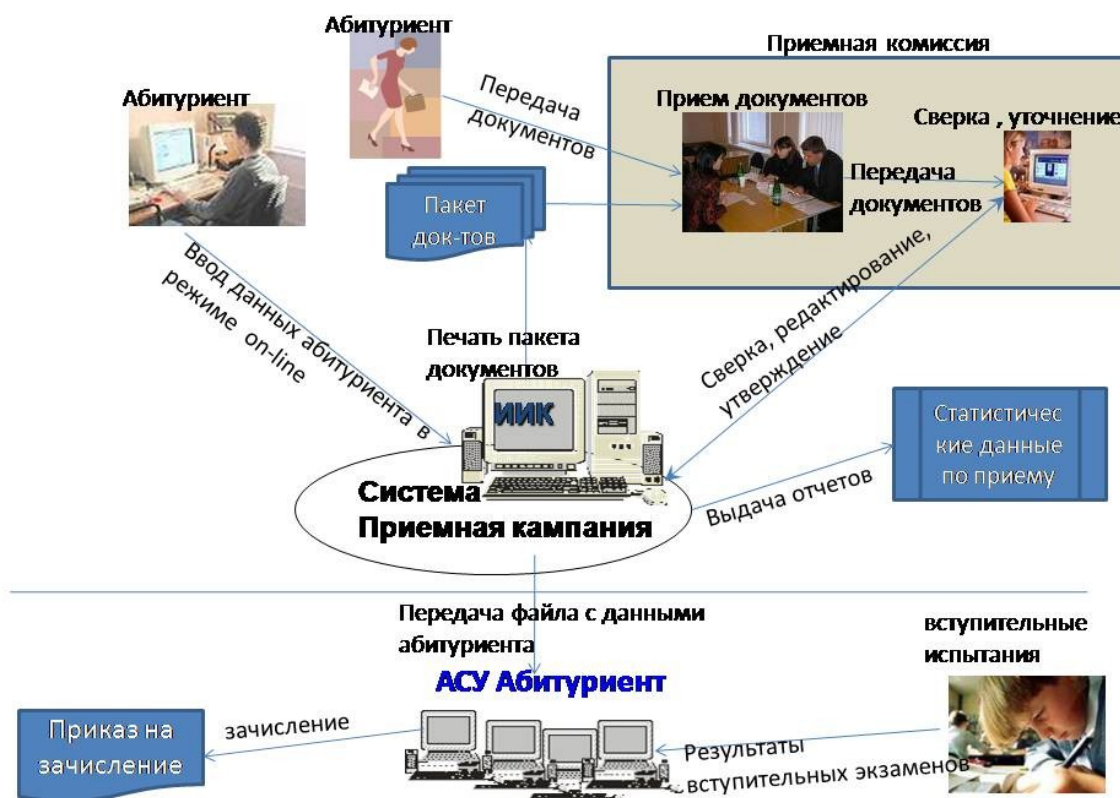 Абитуриент
Приемная комиссия
Абитуриент
Передача
документов
Прием документов
Сверка , уточнение
Передача
документов
Пакет
док-тов
Ввод данных абитуриента в
режиме on-line
Печать пакета
документов
Сверка, редактирование,
утверждение
ИИК
Статистичес
кие данные
по приему
Система
Приемная кампания
Выдача отчетов
Передача файла с данными
абитуриента
вступительные
испытания
АСУ Абитуриент
Приказ на
зачисление
зачисление
Результаты
вступительных экзаменов